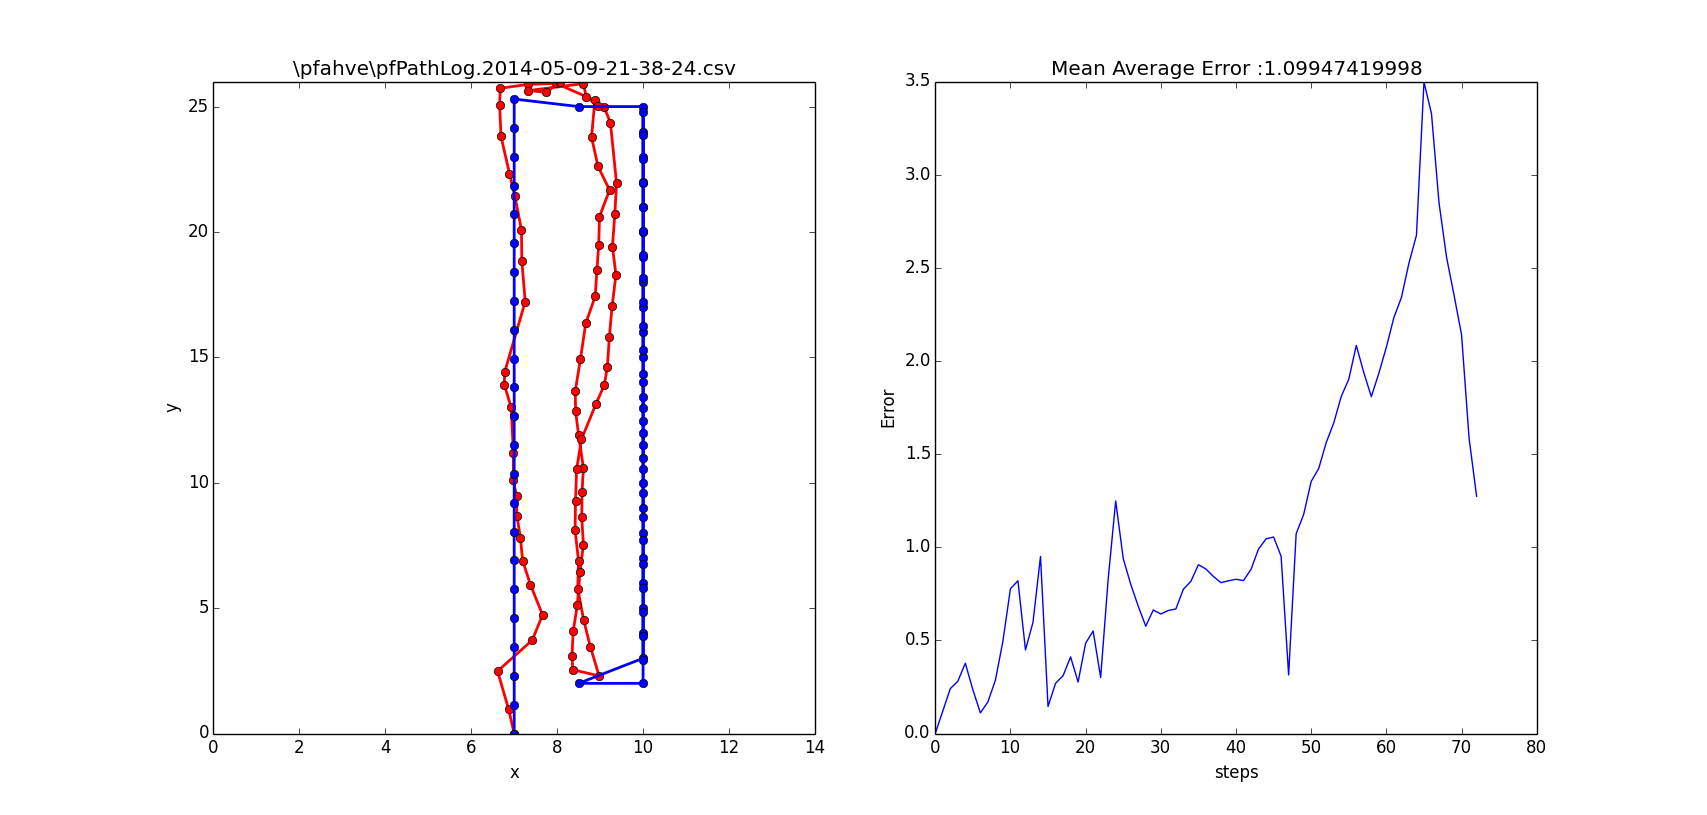 \pfahve\pfPathLog.2014-05-09-21-38-24.csv
25
20
15
10
5
0
y
0 2 4 6 8 10 12 14
x
Mean Average Error :1.09947419998
3.5
3.0
2.5
2.0
1.5
1.0
0.5
0.0
Error
0 10 20 30 40 50 60 70 80
steps